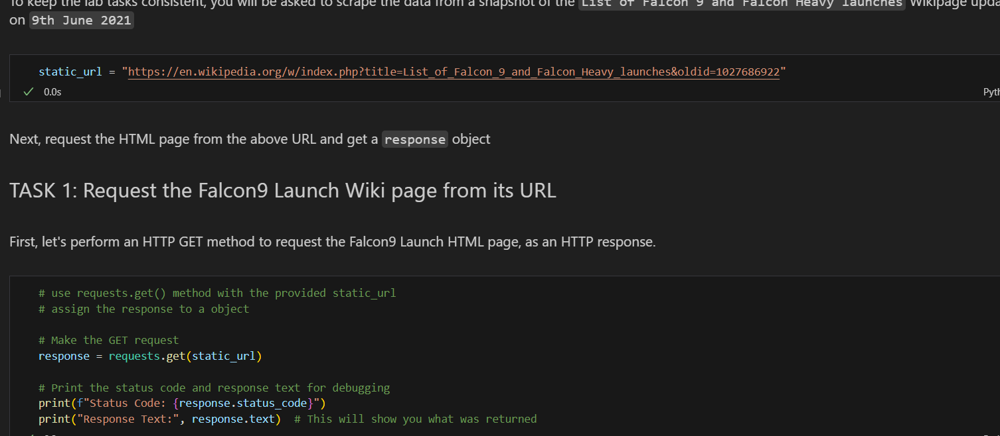 To keep the lab tasks consistent, you will be asked to scrape the data from a snapshot of the List of Falcon 9 and Falcon Heavy launches Wikipage upda
on 9th June 2021
static_url = "https://en.wikipedia.org/w/index.php?title=List_of_Falcon_9_and_Falcon_Heavy_launches&oldid=1027686922"
✓ 0.0s
Pyth
Next, request the HTML page from the above URL and get a response object
TASK 1: Request the Falcon9 Launch Wiki page from its URL
First, let's perform an HTTP GET method to request the Falcon9 Launch HTML page, as an HTTP response.
# use requests.get() method with the provided static_url
# assign the response to a object
# Make the GET request
response = requests.get(static_url)
# Print the status code and response text for debugging
print(f"Status Code: {response.status_code}")
print("Response Text:", response.text)  # This will show you what was returned